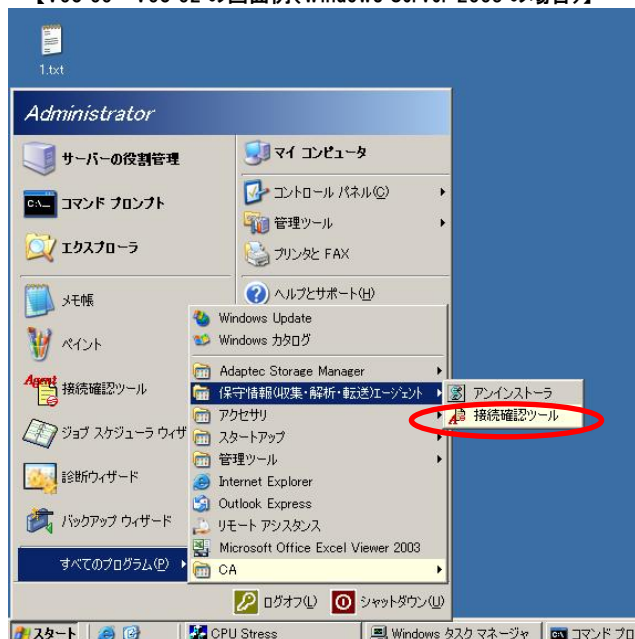 1.txt
Administrator
サーバーの役割管理
コマンド プロンプト
エクスプローラ
メモ帳
ペイント
接続確認ツール
ジョブ スケジューラ ウィザ
診断ウィザード
バックアップ ウィザード
すべてのプログラム(P)
マイ コンピュータ
コントロール パネル(C)
管理ツール
プリンタと FAX
ヘルプとサポート(H)
Windows Update
Windows カタログ
Adaptec Storage Manager
保守情報(収集・解析・転送)エージェント
アクセサリ
スタートアップ
管理ツール
Internet Explorer
Outlook Express
リモート アシスタンス
Microsoft Office Excel Viewer 2003
CA
アンインストーラ
接続確認ツール
ログオフ(L)
シャットダウン(U)
スタート
CPU Stress
Windows タスク マネージャ
コマンド プロ